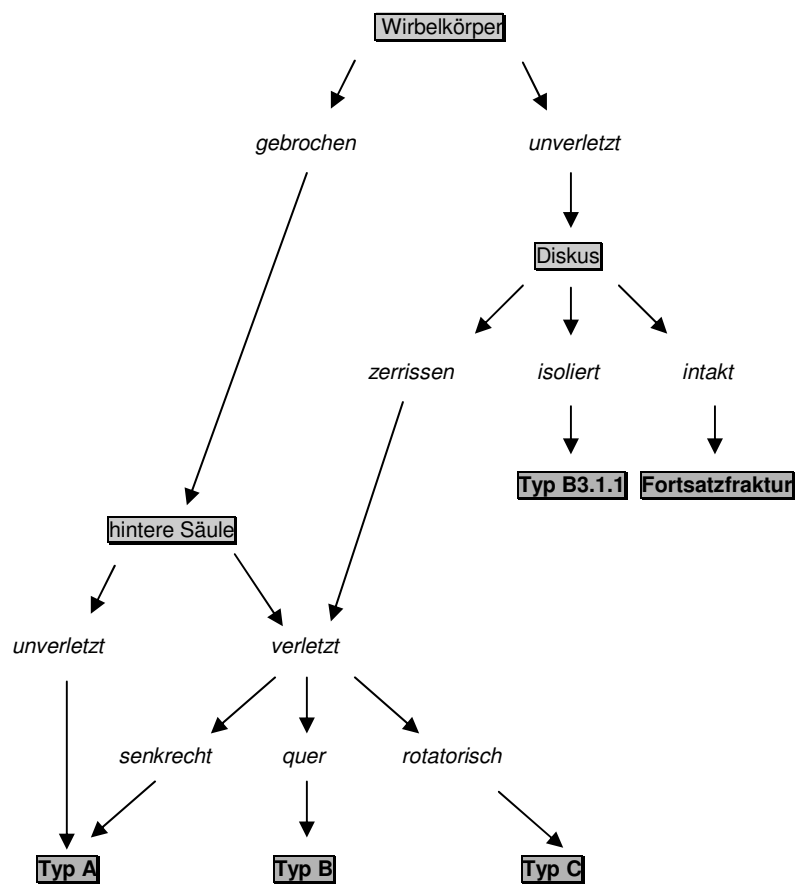 Wirbelkörper
gebrochen unverletzt
Diskus
zerrissen isoliert intakt
Typ B3.1.1 Fortsatzfraktur
hintere Säule
unverletzt verletzt
senkrecht quer rotatorisch
Typ A Typ B Typ C